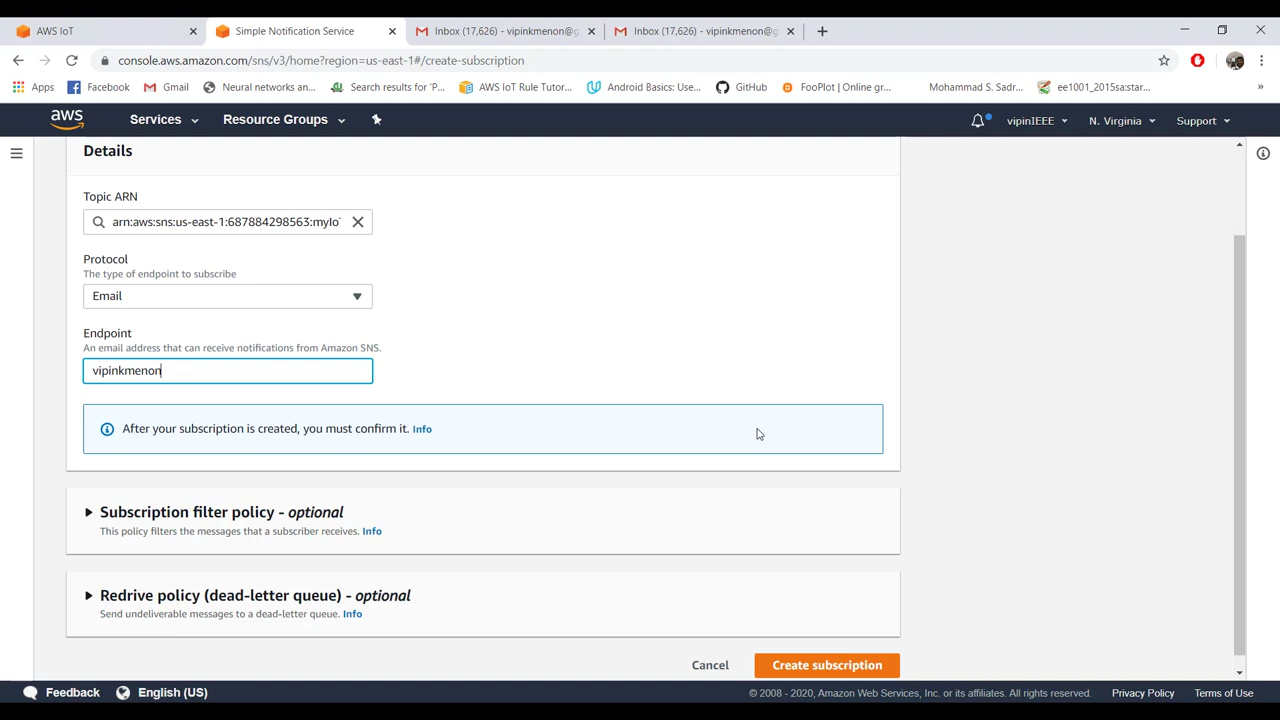 AWS IoT
Simple Notification Service
Inbox (17,626) - vipinkmenon@g
Inbox (17,626) - vipinkmenon@g
console.aws.amazon.com/sns/v3/home?region=us-east-1#/create-subscription
Apps
Facebook
Gmail
Neural networks an...
Search results for 'P...
AWS IoT Rule Tutor...
Android Basics: Use...
GitHub
FooPlot | Online gr...
Mohammad S. Sadr...
ee1001_2015sa:star...
aws
Services
Resource Groups
vipinIEEE
N. Virginia
Support
Details
Topic ARN
arn:aws:sns:us-east-1:687884298563:myIo
Protocol
The type of endpoint to subscribe
Email
Endpoint
An email address that can receive notifications from Amazon SNS.
vipinkmenon
After your subscription is created, you must confirm it. Info
Subscription filter policy - optional
This policy filters the messages that a subscriber receives. Info
Redrive policy (dead-letter queue) - optional
Send undeliverable messages to a dead-letter queue. Info
Cancel
Create subscription
Feedback
English (US)
© 2008 - 2020, Amazon Web Services, Inc. or its affiliates. All rights reserved.
Privacy Policy
Terms of Use